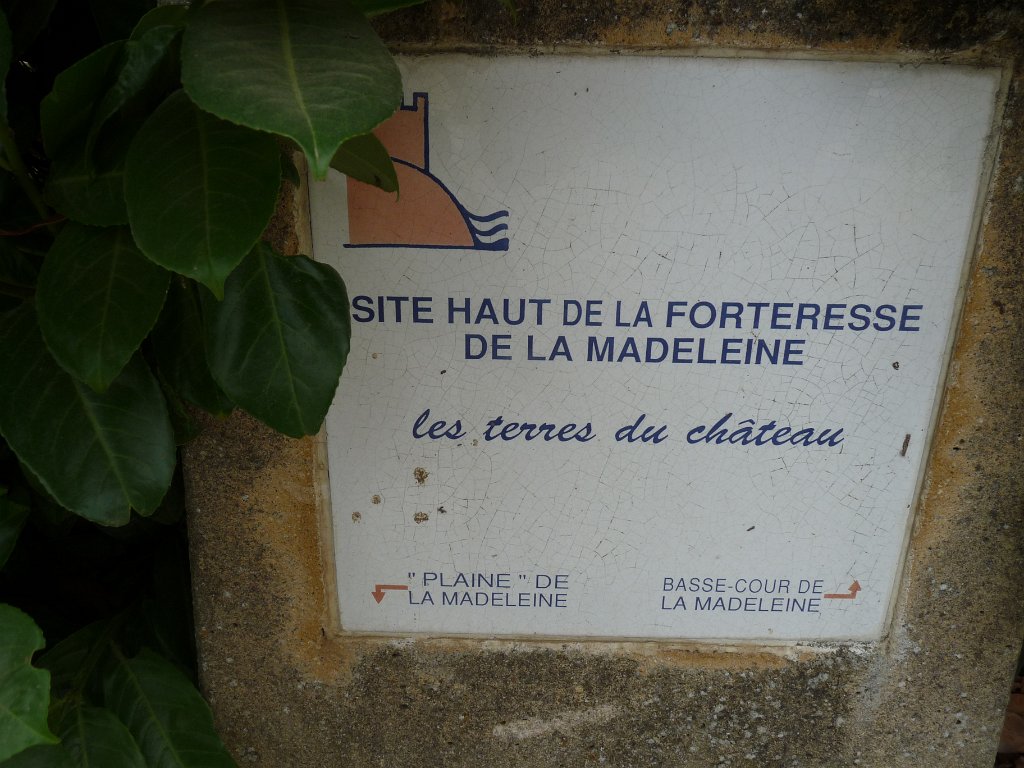 SITE HAUT DE LA FORTERESSE
DE LA MADELEINE
les terres du château
" PLAINE " DE
LA MADELEINE
BASSE-COUR DE
LA MADELEINE